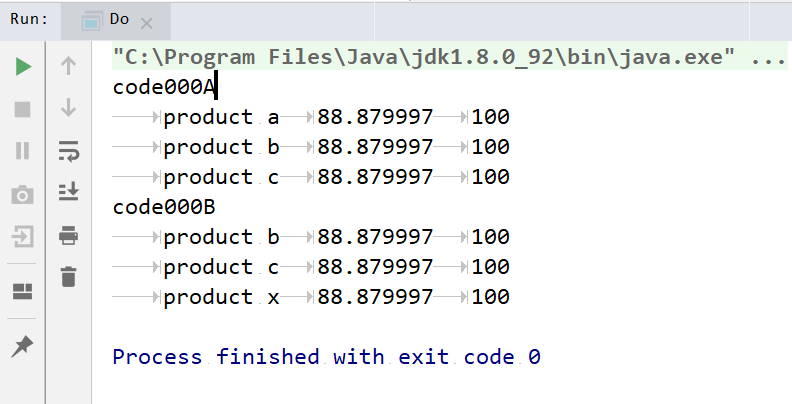 Run: Do
"C:\Program Files\Java\jdk1.8.0_92\bin\java.exe" ...
code000A
	product a	88.879997	100
	product b	88.879997	100
	product c	88.879997	100
code000B
	product b	88.879997	100
	product c	88.879997	100
	product x	88.879997	100
Process finished with exit code 0